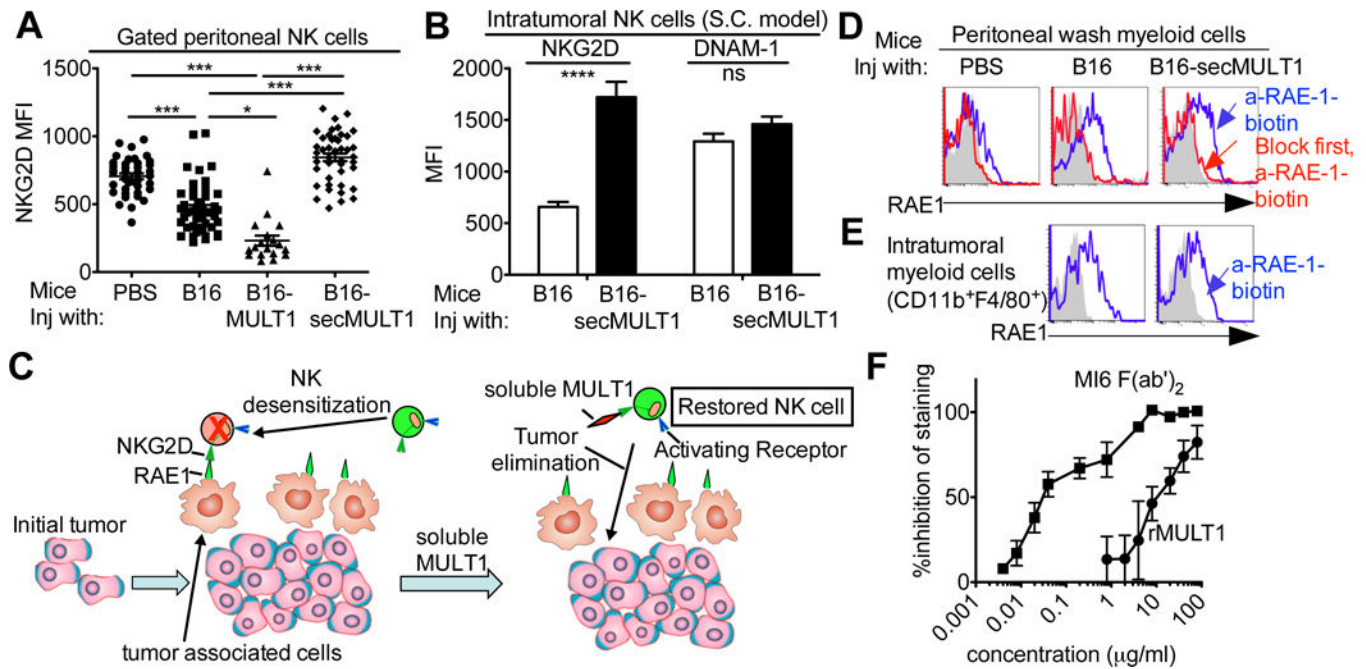 A
Gated peritoneal NK cells
NKG2D MFI
1500
1000
500
0
***
***
***
***
*
Mice
Inj with:
PBS
B16
B16-
MULT1
B16-
secMULT1
B
Intratumoral NK cells (S.C. model)
NKG2D
DNAM-1
****
ns
MFI
2000
1500
1000
500
0
Mice
Inj with:
B16
B16-
secMULT1
B16
B16-
secMULT1
C
NK
desensitization
NKG2D
RAE1
Initial tumor
tumor associated cells
soluble
MULT1
soluble MULT1
Restored NK cell
Tumor
elimination
Activating Receptor
D
Mice
Inj with:
Peritoneal wash myeloid cells
PBS
B16
B16-secMULT1
a-RAE-1-
biotin
Block first,
a-RAE-1-
biotin
RAE1
E
Intratumoral
myeloid cells
(CD11b⁺F4/80⁺)
a-RAE-1-
biotin
RAE1
F
MI6 F(ab')₂
rMULT1
%inhibition of staining
100
50
0
0.001
0.01
0.1
1
10
100
concentration (μg/ml)